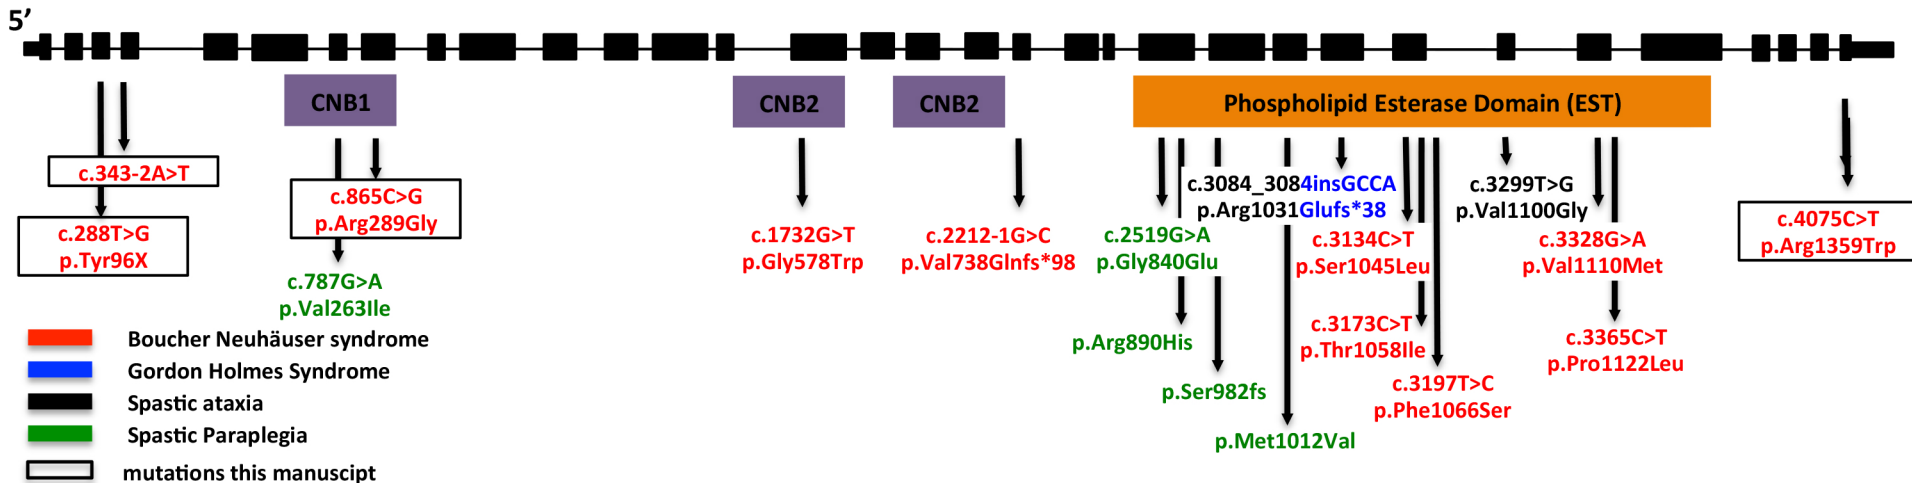 5’
CNB1
CNB2
CNB2
Phospholipid Esterase Domain (EST)
c.343-2A>T
c.288T>G
p.Tyr96X
c.865C>G
p.Arg289Gly
c.787G>A
p.Val263Ile
c.1732G>T
p.Gly578Trp
c.2212-1G>C
p.Val738Glnfs*98
c.2519G>A
p.Gly840Glu
p.Arg890His
p.Ser982fs
c.3084_3084insGCCA
p.Arg1031Glufs*38
p.Met1012Val
c.3134C>T
p.Ser1045Leu
c.3173C>T
p.Thr1058Ile
c.3197T>C
p.Phe1066Ser
c.3299T>G
p.Val1100Gly
c.3328G>A
p.Val1110Met
c.3365C>T
p.Pro1122Leu
c.4075C>T
p.Arg1359Trp
Boucher Neuhäuser syndrome
Gordon Holmes Syndrome
Spastic ataxia
Spastic Paraplegia
mutations this manuscipt